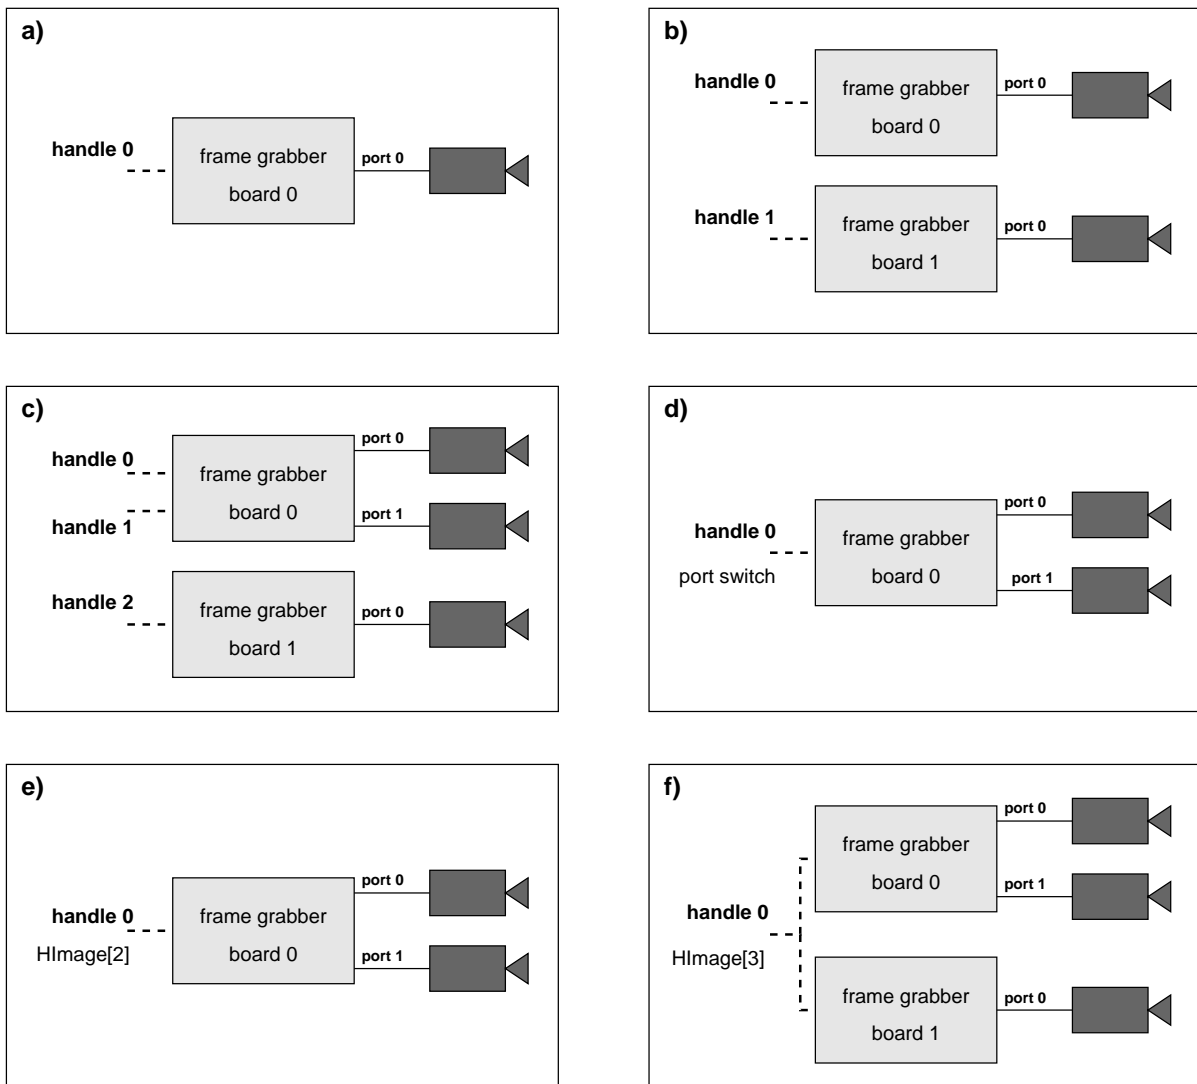 a)
handle 0
frame grabber
board 0
port 0
b)
handle 0
frame grabber
board 0
port 0
handle 1
frame grabber
board 1
port 0
c)
handle 0
handle 1
frame grabber
board 0
port 0
port 1
handle 2
frame grabber
board 1
port 0
d)
handle 0
port switch
frame grabber
board 0
port 0
port 1
e)
handle 0
HImage[2]
frame grabber
board 0
port 0
port 1
f)
handle 0
HImage[3]
frame grabber
board 0
port 0
port 1
frame grabber
board 1
port 0